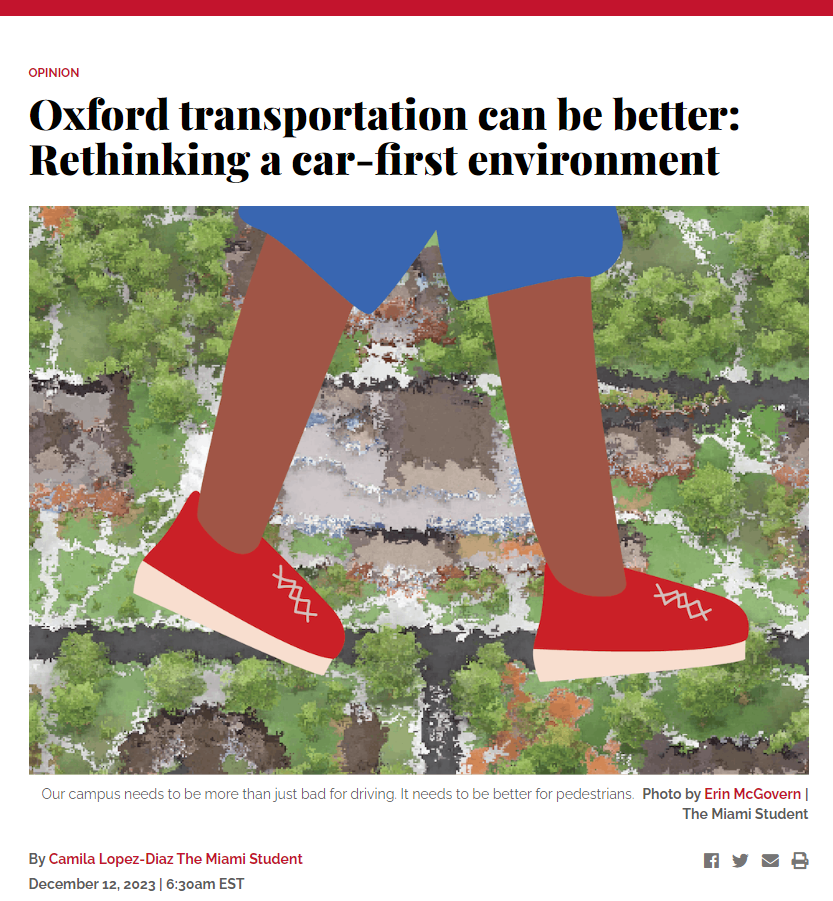 OPINION
Oxford transportation can be better:
Rethinking a car-first environment
Our campus needs to be more than just bad for driving. It needs to be better for pedestrians. Photo by Erin McGovern |
The Miami Student
By Camila Lopez-Diaz The Miami Student
December 12, 2023 | 6:30am EST